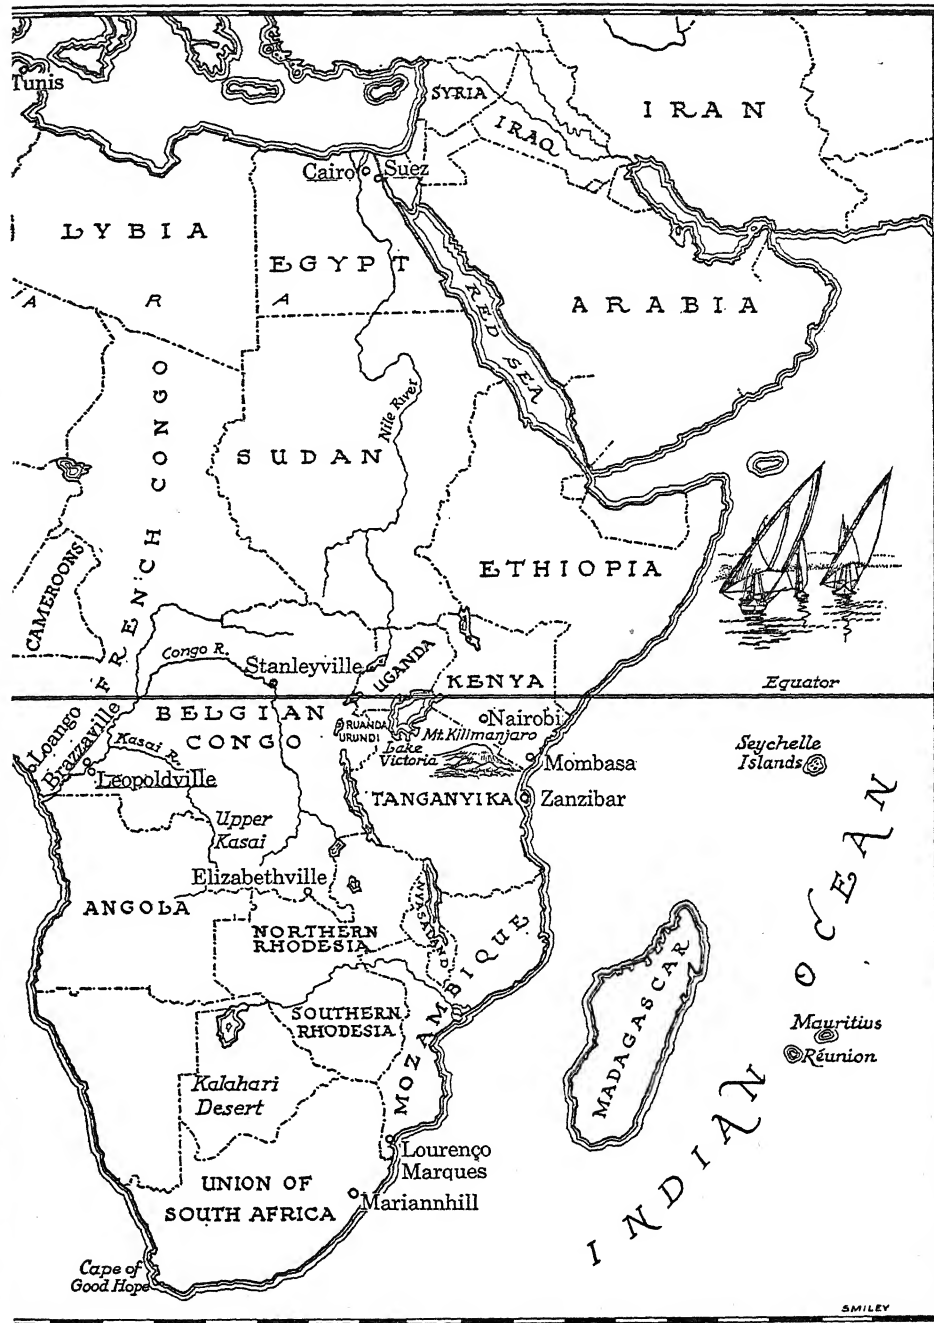 Tunis
SYRIA
IRAQ
IRAN
Cairo
Suez
LYBIA
EGYPT
A R A
RED SEA
ARABIA
FRENCH CONGO
Nile River
SUDAN
CAMEROONS
ETHIOPIA
Congo R.
Stanleyville
UGANDA
KENYA
Equator
BELGIAN
CONGO
RUANDA
URUNDI
Nairobi
Mt. Killmanjaro
Lake
Victoria
Loango
Brazzaville
Kasai R.
Leopoldville
Mombasa
Seychelle
Islands
TANGANYIKA
Zanzibar
Upper
Kasai
Elizabethville
ANGOLA
NYASALAND
NORTHERN
RHODESIA
MOZAMBIQUE
SOUTHERN
RHODESIA
MADAGASCAR
INDIAN OCEAN
Mauritius
Réunion
Kalahari
Desert
Lourenço
Marques
UNION OF
SOUTH AFRICA
Mariannhill
Cape of
Good Hope
SMILEY